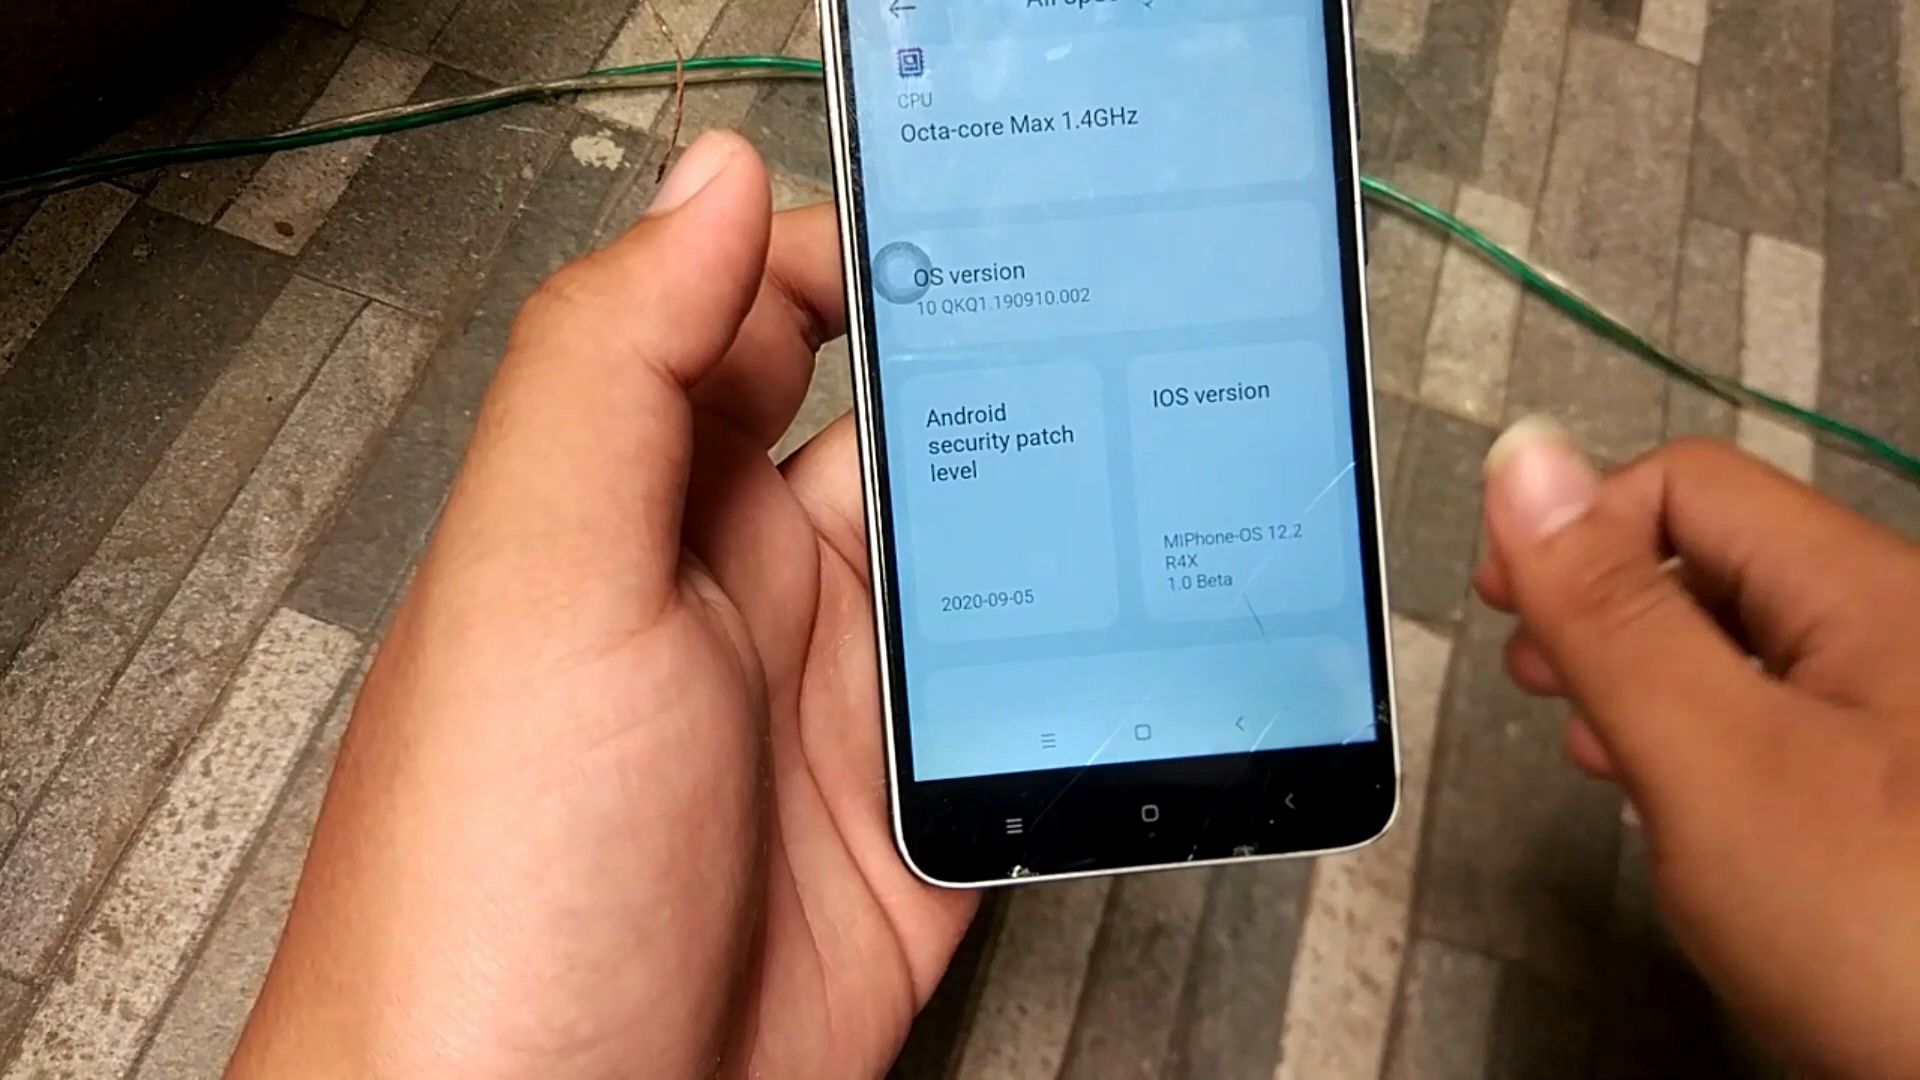 CPU
Octa-core Max 1.4GHz
OS version
10 QKQ1.190910.002
Android
security patch
level
2020-09-05
IOS version
MiPhone-OS 12.2
R4X
1.0 Beta